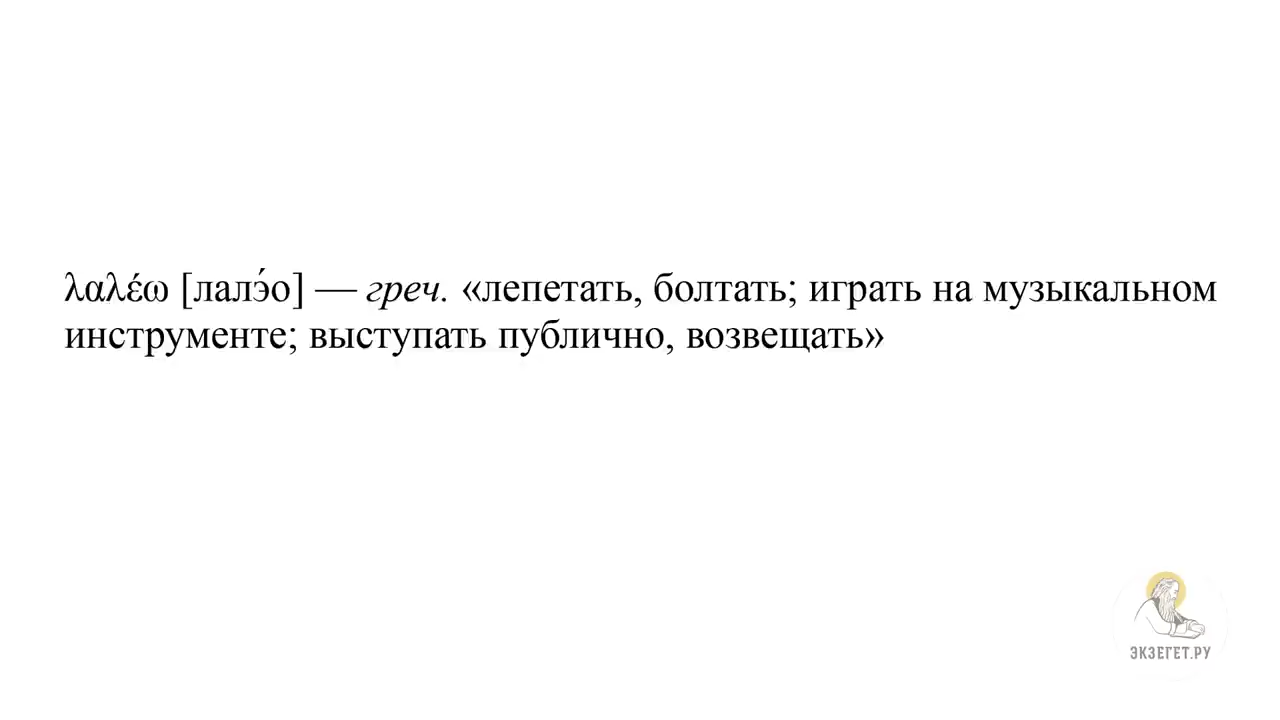 λαλέω [лалэ́о] — греч. «лепетать, болтать; играть на музыкальном
инструменте; выступать публично, возвещать»
ЭКЗЕГЕТ.РУ